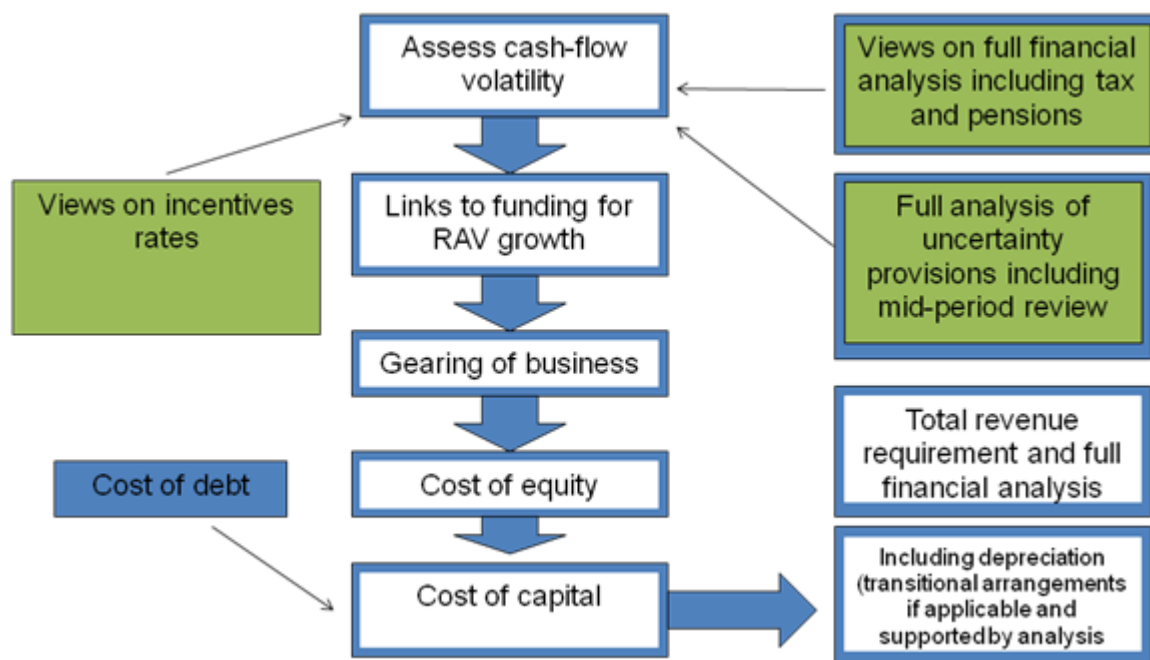 Assess cash-flow
volatility
Views on full financial
analysis including tax
and pensions
Views on incentives
rates
Links to funding for
RAV growth
Full analysis of
uncertainty
provisions including
mid-period review
Gearing of business
Total revenue
requirement and full
financial analysis
Cost of debt
Cost of equity
Cost of capital
Including depreciation
(transitional arrangements
if applicable and
supported by analysis